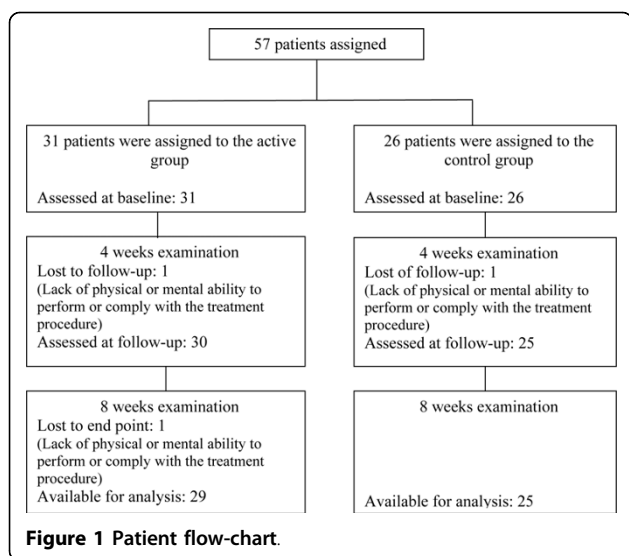 57 patients assigned
31 patients were assigned to the active
group
Assessed at baseline: 31
26 patients were assigned to the
control group
Assessed at baseline: 26
4 weeks examination
Lost to follow-up: 1
(Lack of physical or mental ability to
perform or comply with the treatment
procedure)
Assessed at follow-up: 30
4 weeks examination
Lost of follow-up: 1
(Lack of physical or mental ability to
perform or comply with the treatment
procedure)
Assessed at follow-up: 25
8 weeks examination
Lost to end point: 1
(Lack of physical or mental ability to
perform or comply with the treatment
procedure)
Available for analysis: 29
8 weeks examination
Available for analysis: 25
Figure 1 Patient flow-chart.